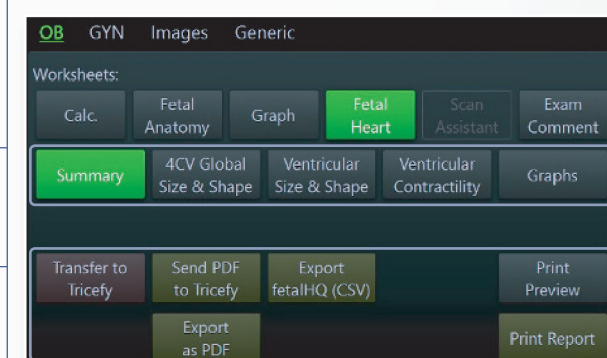 OB GYN Images Generic
Worksheets:
Calc. Fetal Anatomy Graph Fetal Heart Scan Assistant Exam Comment
Summary 4CV Global Size & Shape Ventricular Size & Shape Ventricular Contractility Graphs
Transfer to Tricefy Send PDF to Tricefy Export fetalHQ (CSV) Print Preview
Export as PDF Print Report